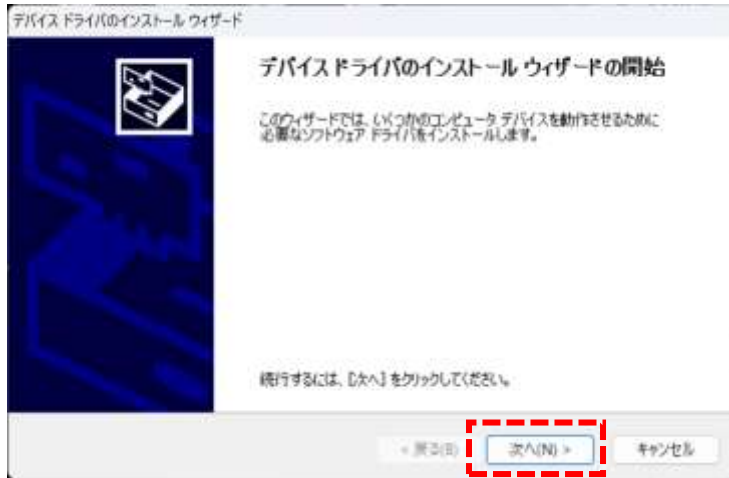 デバイス ドライバのインストール ウィザード
デバイス ドライバのインストール ウィザードの開始
このウィザードでは、いくつかのコンピュータ デバイスを動作させるために
必要なソフトウェア ドライバをインストールします。
続行するには、[次へ] をクリックしてください。
< 戻る(B)
次へ(N) >
キャンセル